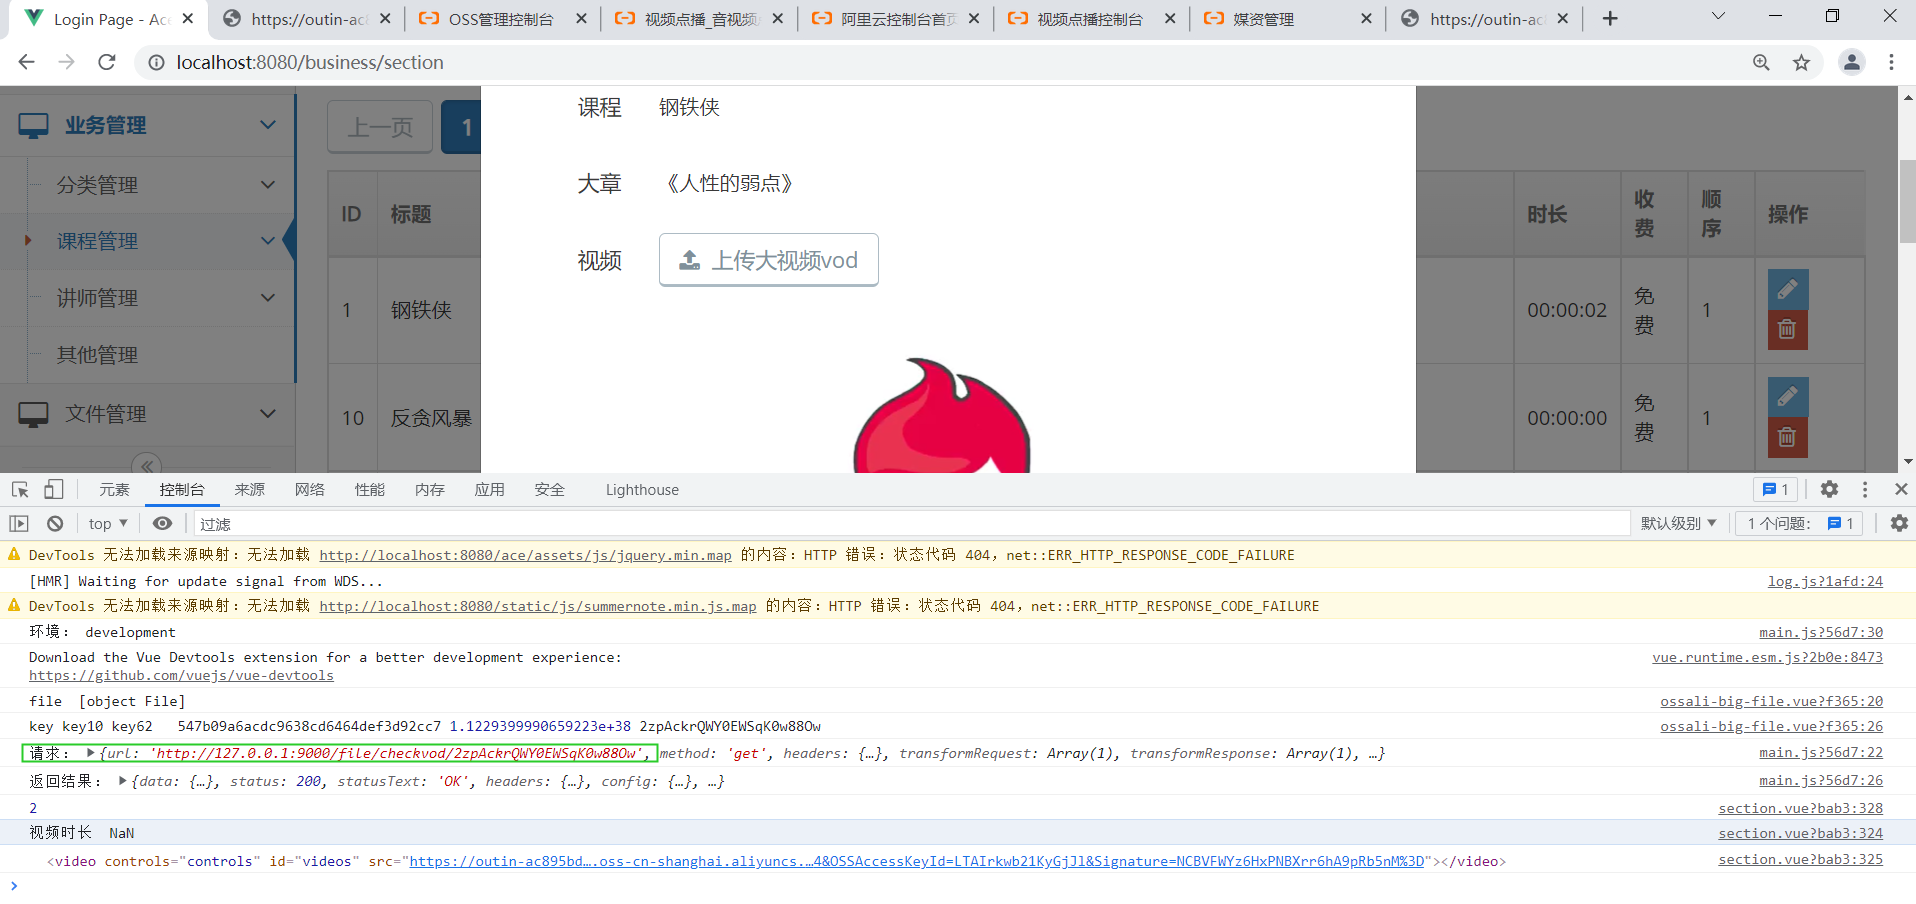 Login Page - Ace
https://outin-ac8
OSS管理控制台
视频点播_音视频
阿里云控制台首页
视频点播控制台
媒资管理
https://outin-ac
localhost:8080/business/section
业务管理
分类管理
课程管理
讲师管理
其他管理
文件管理
上一页
1
ID
标题
时长
收费
顺序
操作
1
钢铁侠
00:00:02
免费
1
10
反贪风暴
00:00:00
免费
1
课程
钢铁侠
大章
《人性的弱点》
视频
上传大视频vod
元素
控制台
来源
网络
性能
内存
应用
安全
Lighthouse
1
top
过滤
默认级别
1 个问题：
1
DevTools 无法加载来源映射：无法加载 http://localhost:8080/ace/assets/js/jquery.min.map 的内容：HTTP 错误：状态代码 404，net::ERR_HTTP_RESPONSE_CODE_FAILURE
[HMR] Waiting for update signal from WDS...
log.js?1afd:24
DevTools 无法加载来源映射：无法加载 http://localhost:8080/static/js/summernote.min.js.map 的内容：HTTP 错误：状态代码 404，net::ERR_HTTP_RESPONSE_CODE_FAILURE
环境： development
main.js?56d7:30
Download the Vue Devtools extension for a better development experience:
vue.runtime.esm.js?2b0e:8473
https://github.com/vuejs/vue-devtools
file [object File]
ossali-big-file.vue?f365:20
key key10 key62 547b09a6acdc9638cd6464def3d92cc7 1.1229399990659223e+38 2zpAckrQWY0EWSqK0w88Ow
ossali-big-file.vue?f365:26
请求： {url: 'http://127.0.0.1:9000/file/checkvod/2zpAckrQWY0EWSqK0w88Ow', method: 'get', headers: {…}, transformRequest: Array(1), transformResponse: Array(1), …}
main.js?56d7:22
返回结果： {data: {…}, status: 200, statusText: 'OK', headers: {…}, config: {…}, …}
main.js?56d7:26
2
section.vue?bab3:328
视频时长 NaN
section.vue?bab3:324
<video controls="controls" id="videos" src="https://outin-ac895bd….oss-cn-shanghai.aliyuncs.…4&OSSAccessKeyId=LTAIrkwb21KyGjJl&Signature=NCBVFWYz6HxPNBXrr6hA9pRb5nM%3D"></video>
section.vue?bab3:325